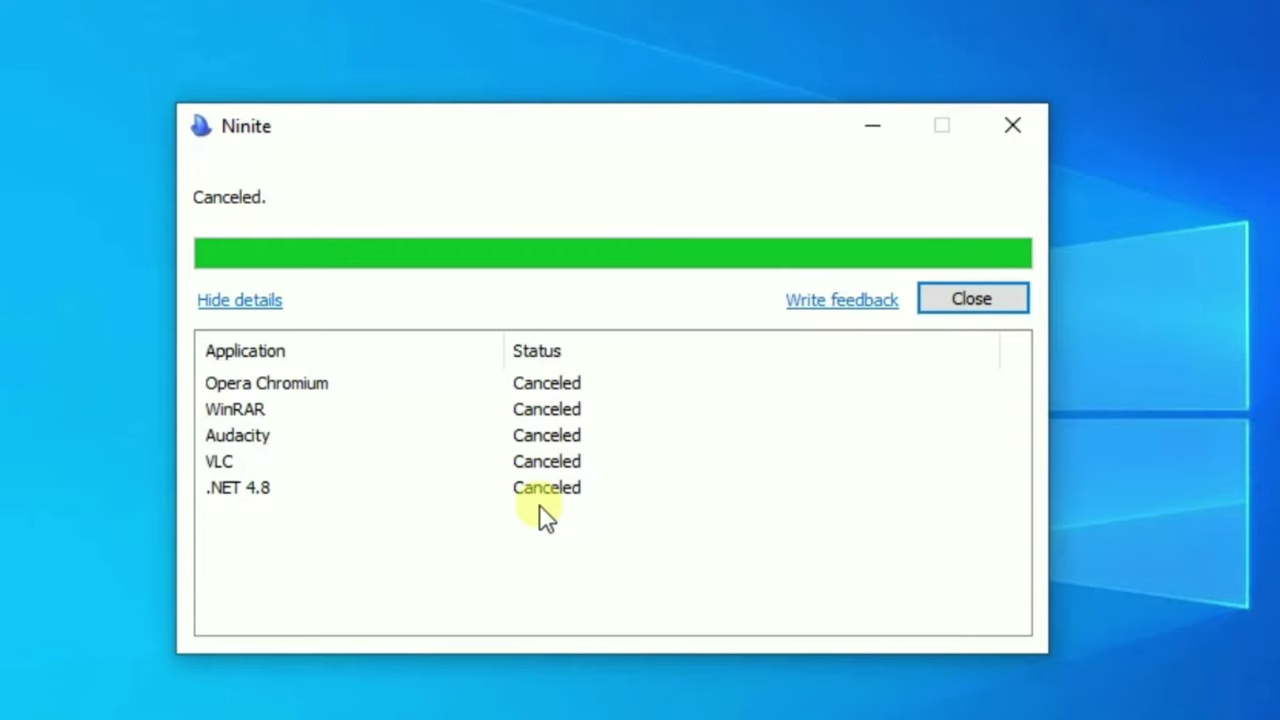 Ninite
Canceled.
Hide details
Write feedback
Close
Application Status
Opera Chromium Canceled
WinRAR Canceled
Audacity Canceled
VLC Canceled
.NET 4.8 Canceled